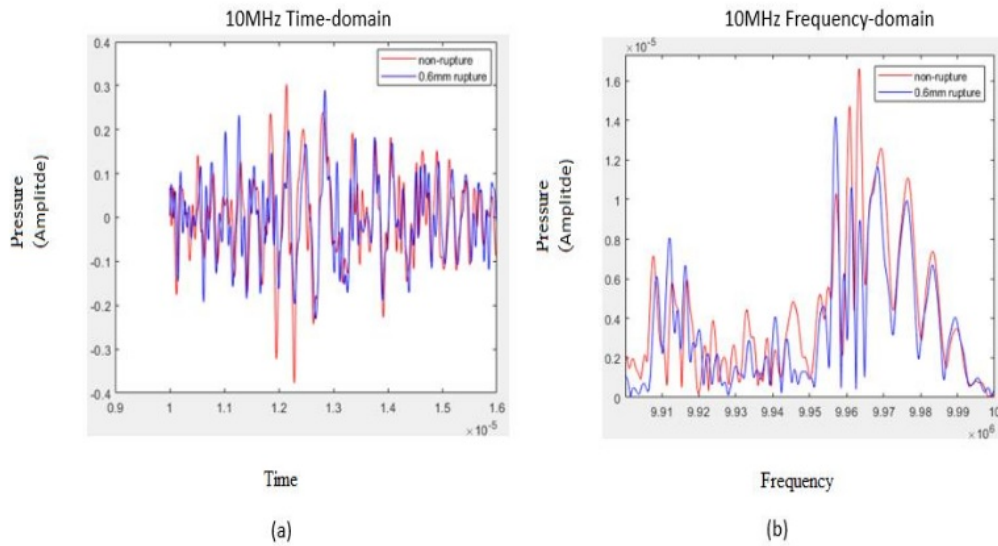 10MHz Time-domain
0.4
0.3
0.2
0.1
0
-0.1
-0.2
-0.3
-0.4
0.9 1 1.1 1.2 1.3 1.4 1.5 1.6
×10-5
non-rupture
0.6mm rupture
Pressure
(Amplitde)
Time
(a)
10MHz Frequency-domain
×10-5
1.6
1.4
1.2
1
0.8
0.6
0.4
0.2
0
9.91 9.92 9.93 9.94 9.95 9.96 9.97 9.98 9.99 10
×106
non-rupture
0.6mm rupture
Pressure
(Amplitde)
Frequency
(b)